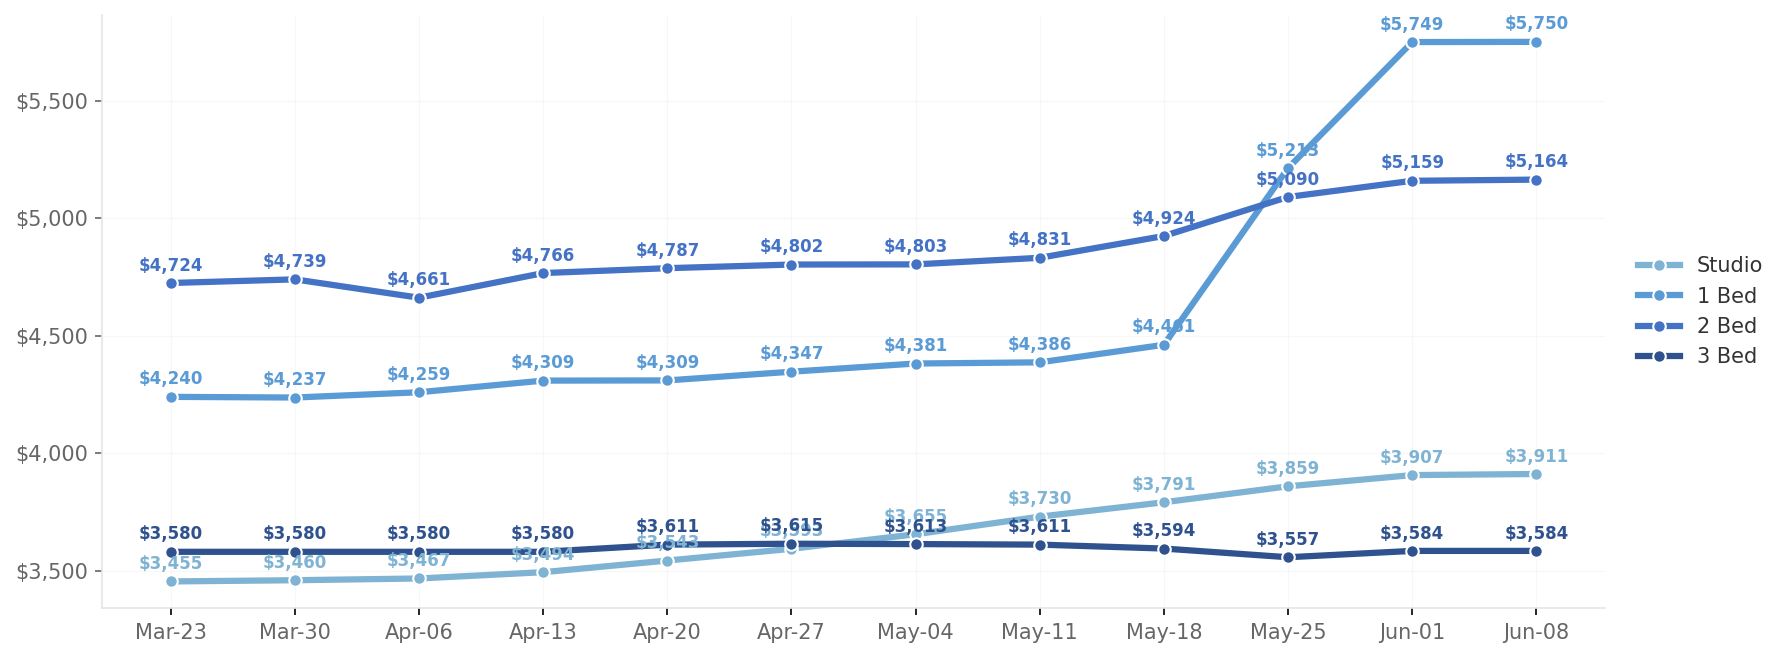 $5,749 $5,750
$5,500
$5,213
$5,159 $5,164
$5,090
$5,000
$4,924
$4,724 $4,739 $4,661 $4,766 $4,787 $4,802 $4,803 $4,831
$4,500
$4,461
$4,240 $4,237 $4,259 $4,309 $4,309 $4,347 $4,381 $4,386
$4,000
$3,455 $3,460 $3,467 $3,494 $3,543 $3,593 $3,655 $3,730 $3,791 $3,859 $3,907 $3,911
$3,580 $3,580 $3,580 $3,580 $3,611 $3,615 $3,613 $3,611 $3,594 $3,557 $3,584 $3,584
$3,500
Mar-23 Mar-30 Apr-06 Apr-13 Apr-20 Apr-27 May-04 May-11 May-18 May-25 Jun-01 Jun-08
Studio
1 Bed
2 Bed
3 Bed